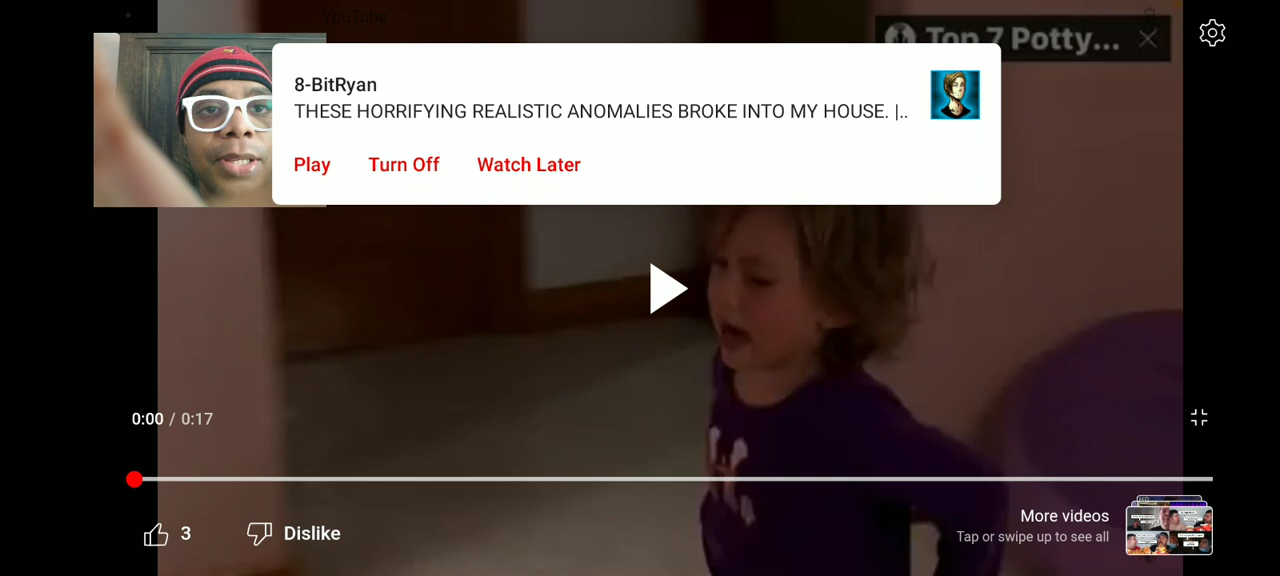 YouTube
Top 7 Potty...
8-BitRyan
THESE HORRIFYING REALISTIC ANOMALIES BROKE INTO MY HOUSE. |..
Play Turn Off Watch Later
0:00 / 0:17
3 Dislike
More videos
Tap or swipe up to see all